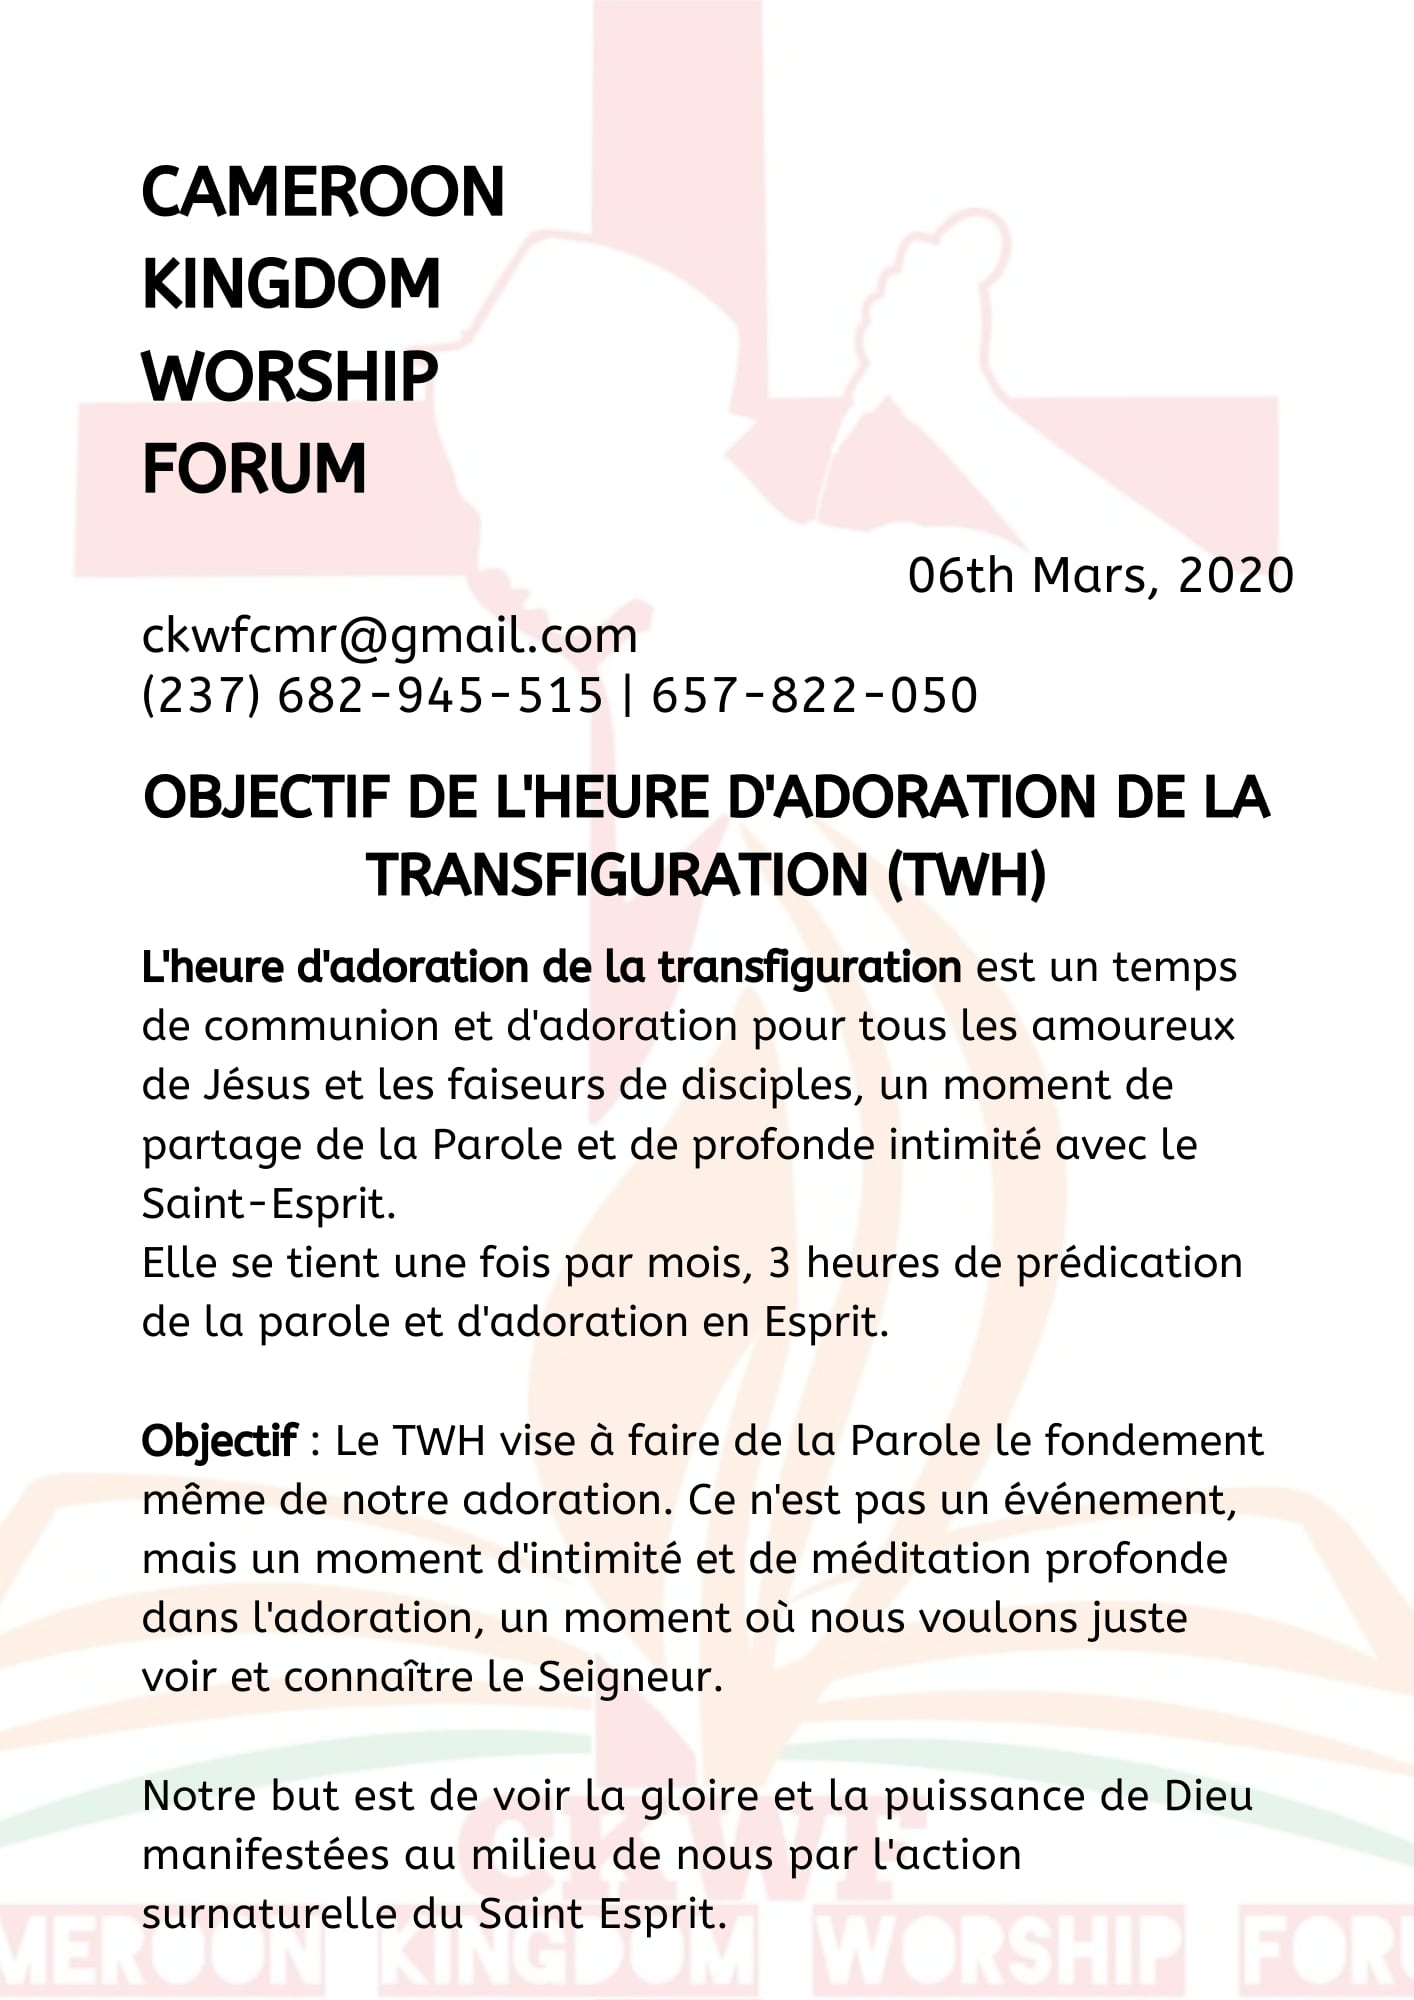 CAMEROON
KINGDOM
WORSHIP
FORUM
06th Mars, 2020
ckwfcmr@gmail.com
(237) 682-945-515 | 657-822-050
OBJECTIF DE L'HEURE D'ADORATION DE LA
TRANSFIGURATION (TWH)
L'heure d'adoration de la transfiguration est un temps
de communion et d'adoration pour tous les amoureux
de Jésus et les faiseurs de disciples, un moment de
partage de la Parole et de profonde intimité avec le
Saint-Esprit.
Elle se tient une fois par mois, 3 heures de prédication
de la parole et d'adoration en Esprit.
Objectif : Le TWH vise à faire de la Parole le fondement
même de notre adoration. Ce n'est pas un événement,
mais un moment d'intimité et de méditation profonde
dans l'adoration, un moment où nous voulons juste
voir et connaître le Seigneur.
Notre but est de voir la gloire et la puissance de Dieu
manifestées au milieu de nous par l'action
surnaturelle du Saint Esprit.
CKWF
MEROON KINGDOM WORSHIP FORU